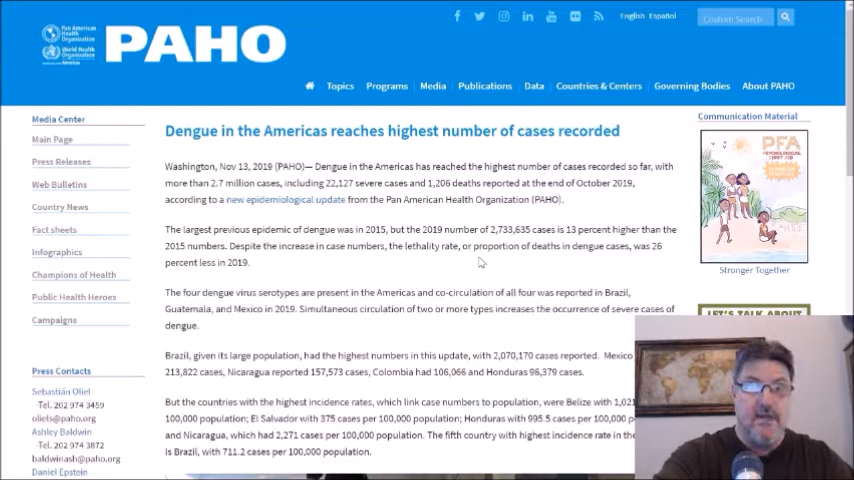 Pan American
Health
Organization
World Health
Organization
Americas
PAHO
English Español
Custom Search
Topics Programs Media Publications Data Countries & Centers Governing Bodies About PAHO
Media Center
Main Page
Press Releases
Web Bulletins
Country News
Fact sheets
Infographics
Champions of Health
Public Health Heroes
Campaigns
Press Contacts
Sebastián Oliel
-Tel. 202 974 3459
oliels@paho.org
Ashley Baldwin
-Tel. 202 974 3872
baldwinash@paho.org
Daniel Epstein
Dengue in the Americas reaches highest number of cases recorded
Washington, Nov 13, 2019 (PAHO)— Dengue in the Americas has reached the highest number of cases recorded so far, with
more than 2.7 million cases, including 22,127 severe cases and 1,206 deaths reported at the end of October 2019,
according to a new epidemiological update from the Pan American Health Organization (PAHO).
The largest previous epidemic of dengue was in 2015, but the 2019 number of 2,733,635 cases is 13 percent higher than the
2015 numbers. Despite the increase in case numbers, the lethality rate, or proportion of deaths in dengue cases, was 26
percent less in 2019.
The four dengue virus serotypes are present in the Americas and co-circulation of all four was reported in Brazil,
Guatemala, and Mexico in 2019. Simultaneous circulation of two or more types increases the occurrence of severe cases of
dengue.
Brazil, given its large population, had the highest numbers in this update, with 2,070,170 cases reported. Mexico
213,822 cases, Nicaragua reported 157,573 cases, Colombia had 106,066 and Honduras 96,379 cases.
But the countries with the highest incidence rates, which link case numbers to population, were Belize with 1,021
100,000 population; El Salvador with 375 cases per 100,000 population; Honduras with 995.5 cases per 100,000 p
and Nicaragua, which had 2,271 cases per 100,000 population. The fifth country with highest incidence rate in the
is Brazil, with 711.2 cases per 100,000 population.
Communication Material
PFA
Stronger Together
LET'S TALK ABOUT